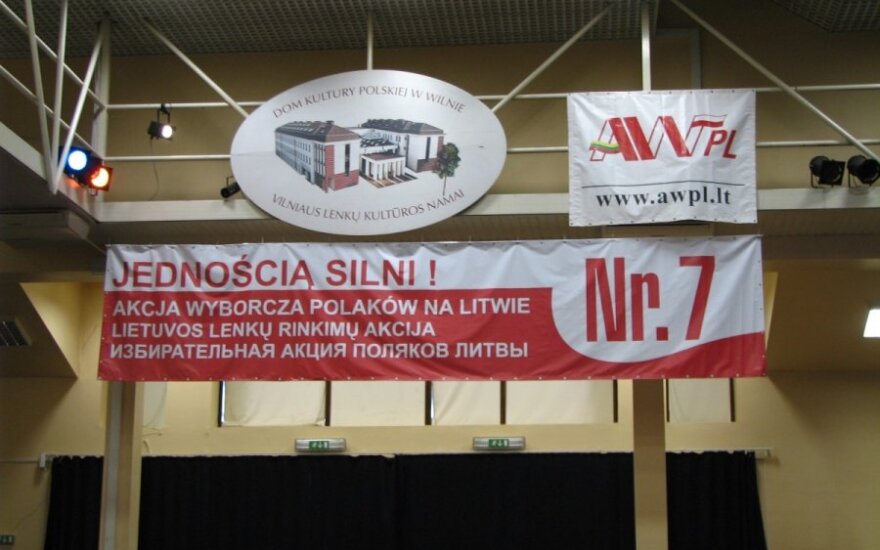 DOM KULTURY POLSKIEJ W WILNIE
VILNIAUS LENKŲ KULTŪROS NAMAI
AWPL
www.awpl.lt
JEDNOŚCIĄ SILNI !
AKCJA WYBORCZA POLAKÓW NA LITWIE
LIETUVOS LENKŲ RINKIMŲ AKCIJA
ИЗБИРАТЕЛЬНАЯ АКЦИЯ ПОЛЯКОВ ЛИТВЫ
Nr.7